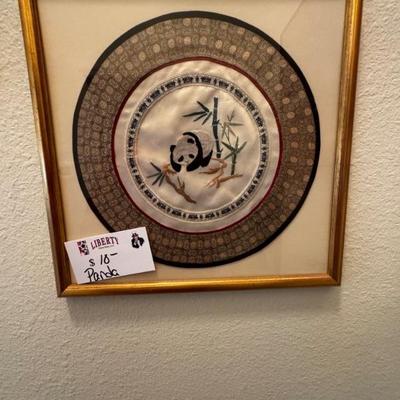 LIBERTY
$ 10-
Panda